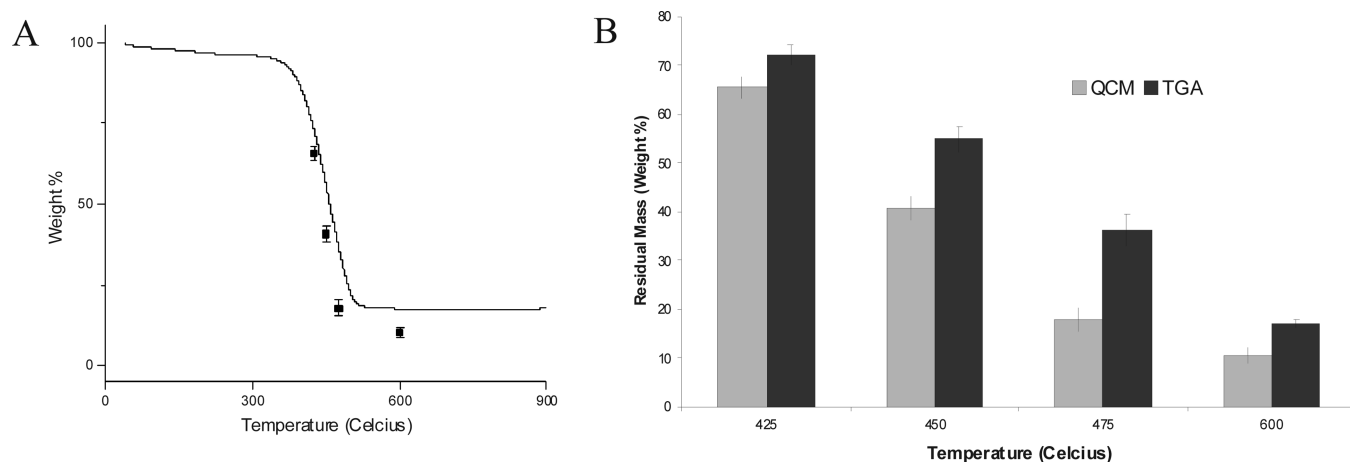 A
100
50
0
Weight %
0 300 600 900
Temperature (Celcius)
B
80
70
60
50
40
30
20
10
0
Residual Mass (Weight %)
QCM TGA
425 450 475 600
Temperature (Celcius)